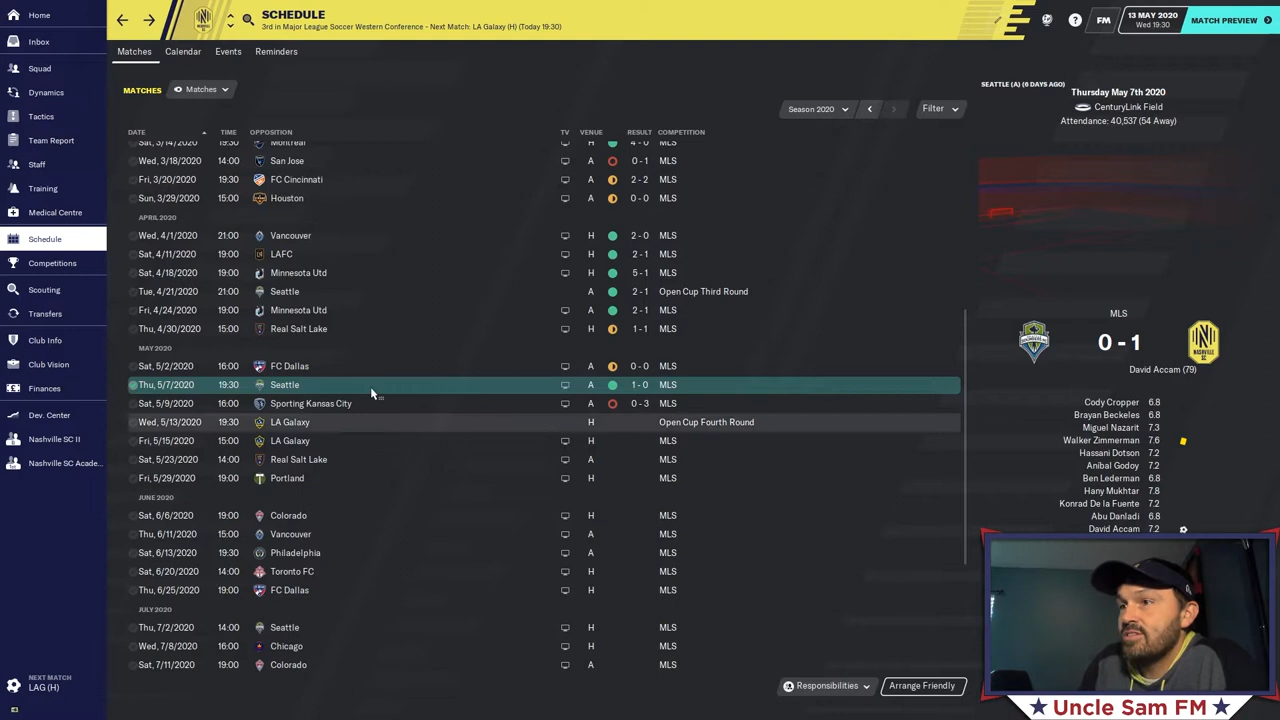 Home
Inbox
Squad
Dynamics
Tactics
Team Report
Staff
Training
Medical Centre
Schedule
Competitions
Scouting
Transfers
Club Info
Club Vision
Finances
Dev. Center
Nashville SC II
Nashville SC Acade...
NEXT MATCH
LAG (H)
SCHEDULE
3rd in Major League Soccer Western Conference - Next Match: LA Galaxy (H) (Today 19:30)
FM
13 MAY 2020
Wed 19:30
MATCH PREVIEW
Matches Calendar Events Reminders
MATCHES Matches
Season 2020 Filter
DATE TIME OPPOSITION TV VENUE RESULT COMPETITION
Sat, 3/14/2020 19:30 Montreal H 4 - 0 MLS
Wed, 3/18/2020 14:00 San Jose A 0 - 1 MLS
Fri, 3/20/2020 19:30 FC Cincinnati A 2 - 2 MLS
Sun, 3/29/2020 15:00 Houston A 0 - 0 MLS
APRIL 2020
Wed, 4/1/2020 21:00 Vancouver H 2 - 0 MLS
Sat, 4/11/2020 19:00 LAFC H 2 - 1 MLS
Sat, 4/18/2020 19:00 Minnesota Utd H 5 - 1 MLS
Tue, 4/21/2020 21:00 Seattle A 2 - 1 Open Cup Third Round
Fri, 4/24/2020 19:00 Minnesota Utd A 2 - 1 MLS
Thu, 4/30/2020 15:00 Real Salt Lake H 1 - 1 MLS
MAY 2020
Sat, 5/2/2020 16:00 FC Dallas A 0 - 0 MLS
Thu, 5/7/2020 19:30 Seattle A 1 - 0 MLS
Sat, 5/9/2020 16:00 Sporting Kansas City A 0 - 3 MLS
Wed, 5/13/2020 19:30 LA Galaxy H Open Cup Fourth Round
Fri, 5/15/2020 15:00 LA Galaxy H MLS
Sat, 5/23/2020 14:00 Real Salt Lake A MLS
Fri, 5/29/2020 19:00 Portland H MLS
JUNE 2020
Sat, 6/6/2020 19:00 Colorado H MLS
Thu, 6/11/2020 15:00 Vancouver A MLS
Sat, 6/13/2020 19:30 Philadelphia A MLS
Sat, 6/20/2020 14:00 Toronto FC H MLS
Thu, 6/25/2020 19:00 FC Dallas H MLS
JULY 2020
Thu, 7/2/2020 14:00 Seattle H MLS
Wed, 7/8/2020 16:00 Chicago H MLS
Sat, 7/11/2020 19:00 Colorado A MLS
Responsibilities Arrange Friendly
SEATTLE (A) (6 DAYS AGO)
Thursday May 7th 2020
CenturyLink Field
Attendance: 40,537 (54 Away)
MLS
0 - 1
David Accam (79)
Cody Cropper 6.8
Brayan Beckeles 6.8
Miguel Nazarit 7.3
Walker Zimmerman 7.6
Hassani Dotson 7.2
Aníbal Godoy 7.2
Ben Lederman 6.8
Hany Mukhtar 7.8
Konrad De la Fuente 7.2
Abu Danladi 6.8
David Accam 7.2
Uncle Sam FM